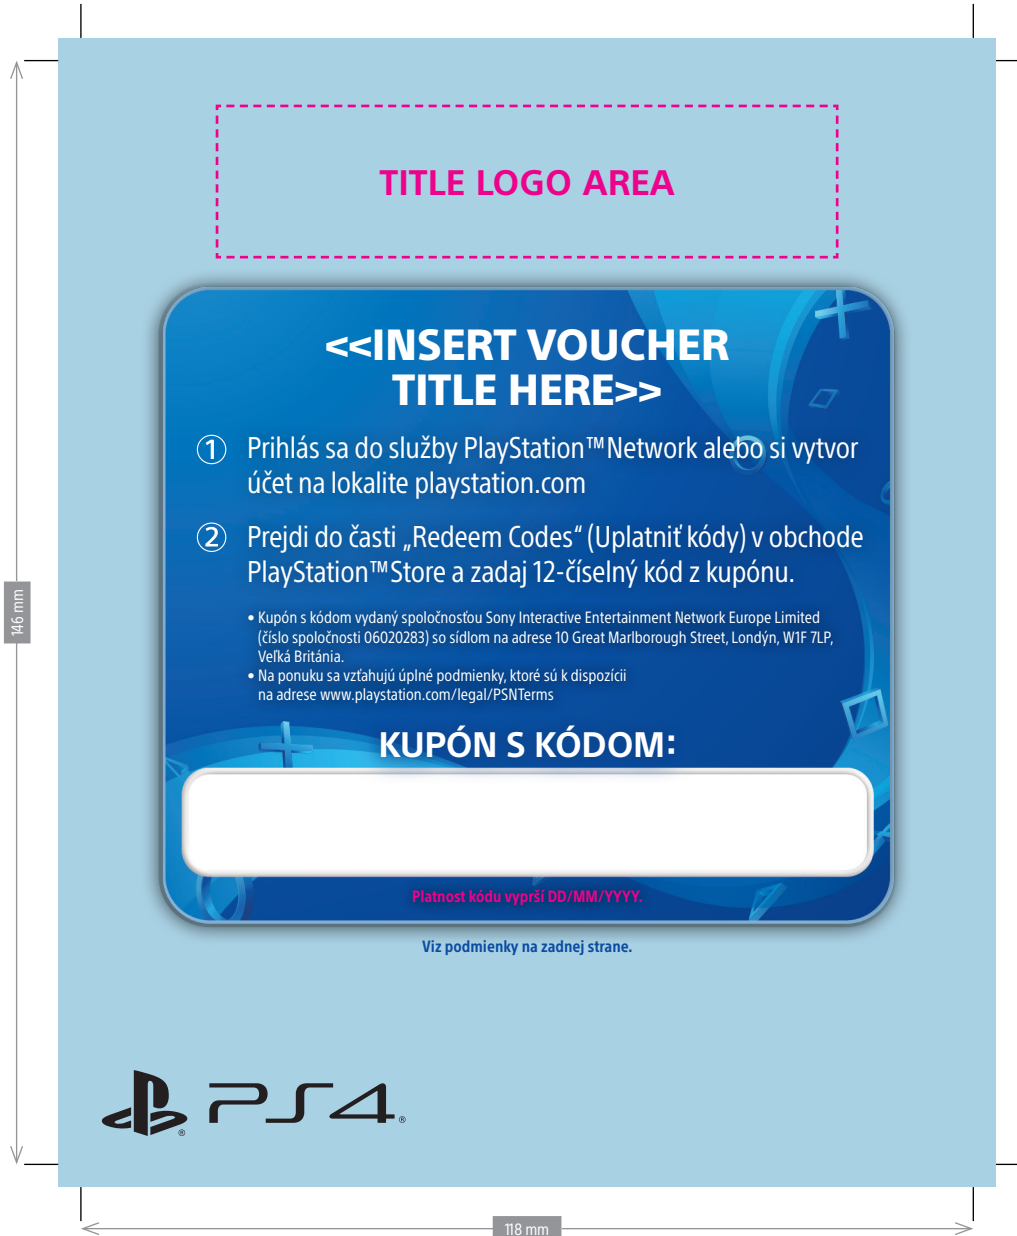 TITLE LOGO AREA
<<INSERT VOUCHER
TITLE HERE>>
1 Prihlás sa do služby PlayStation™Network alebo si vytvor
účet na lokalite playstation.com
2 Prejdi do časti „Redeem Codes“ (Uplatniť kódy) v obchode
PlayStation™Store a zadaj 12-číselný kód z kupónu.
• Kupón s kódom vydaný spoločnosťou Sony Interactive Entertainment Network Europe Limited
(číslo spoločnosti 06020283) so sídlom na adrese 10 Great Marlborough Street, Londýn, W1F 7LP,
Veľká Británia.
• Na ponuku sa vzťahujú úplné podmienky, ktoré sú k dispozícii
na adrese www.playstation.com/legal/PSNTerms
KUPÓN S KÓDOM:
Platnost kódu vyprší DD/MM/YYYY.
Viz podmienky na zadnej strane.
PS4®
146 mm
118 mm